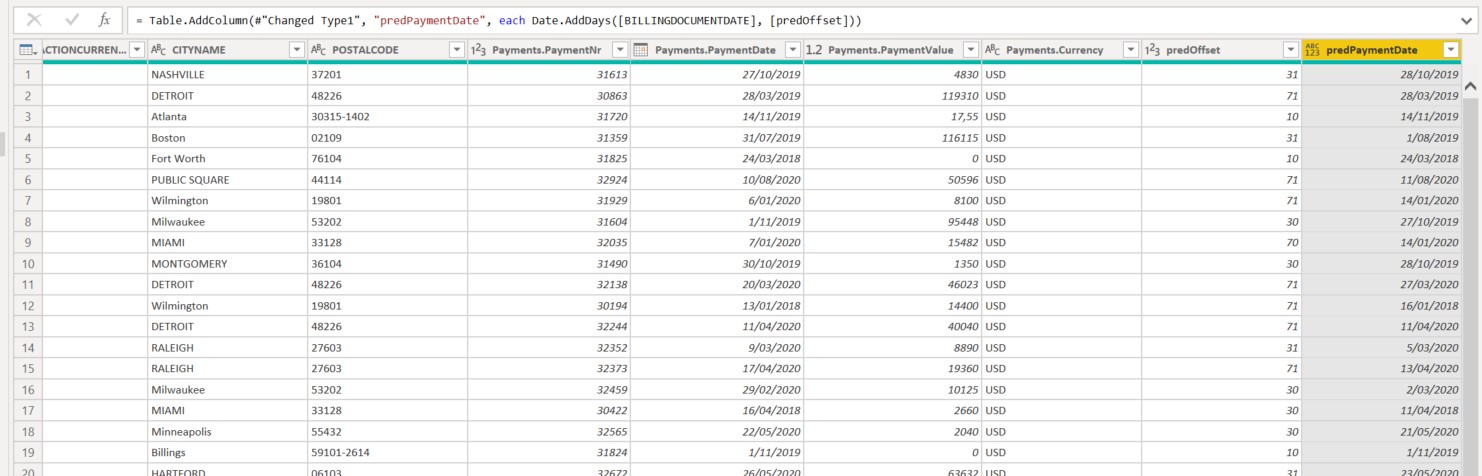 fx = Table.AddColumn(#"Changed Type1", "predPaymentDate", each Date.AddDays([BILLINGDOCUMENTDATE], [predOffset]))
ACTIONCURREN... ABC CITYNAME ABC POSTALCODE 123 Payments.PaymentNr Payments.PaymentDate 1.2 Payments.PaymentValue ABC Payments.Currency 123 predOffset ABC 123 predPaymentDate
1 NASHVILLE 37201 31613 27/10/2019 4830 USD 31 28/10/2019
2 DETROIT 48226 30863 28/03/2019 119310 USD 71 28/03/2019
3 Atlanta 30315-1402 31720 14/11/2019 17,55 USD 10 14/11/2019
4 Boston 02109 31359 31/07/2019 116115 USD 31 1/08/2019
5 Fort Worth 76104 31825 24/03/2018 0 USD 10 24/03/2018
6 PUBLIC SQUARE 44114 32924 10/08/2020 50596 USD 71 11/08/2020
7 Wilmington 19801 31929 6/01/2020 8100 USD 71 14/01/2020
8 Milwaukee 53202 31604 1/11/2019 95448 USD 30 27/10/2019
9 MIAMI 33128 32035 7/01/2020 15482 USD 70 14/01/2020
10 MONTGOMERY 36104 31490 30/10/2019 1350 USD 30 28/10/2019
11 DETROIT 48226 32138 20/03/2020 46023 USD 71 27/03/2020
12 Wilmington 19801 30194 13/01/2018 14400 USD 71 16/01/2018
13 DETROIT 48226 32244 11/04/2020 40040 USD 71 11/04/2020
14 RALEIGH 27603 32352 9/03/2020 8890 USD 31 5/03/2020
15 RALEIGH 27603 32373 17/04/2020 19360 USD 71 13/04/2020
16 Milwaukee 53202 32459 29/02/2020 10125 USD 30 2/03/2020
17 MIAMI 33128 30422 16/04/2018 2660 USD 30 11/04/2018
18 Minneapolis 55432 32565 22/05/2020 2040 USD 30 21/05/2020
19 Billings 59101-2614 31824 1/11/2019 0 USD 10 1/11/2019
20 HARTFORD 06103 32672 26/05/2020 63632 USD 31 23/05/2020